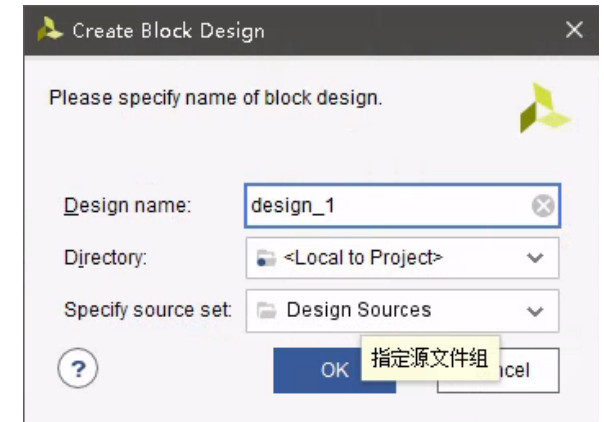 Create Block Design
Please specify name of block design.
Design name: design_1
Directory: <Local to Project>
Specify source set: Design Sources
指定源文件组
? OK ncel